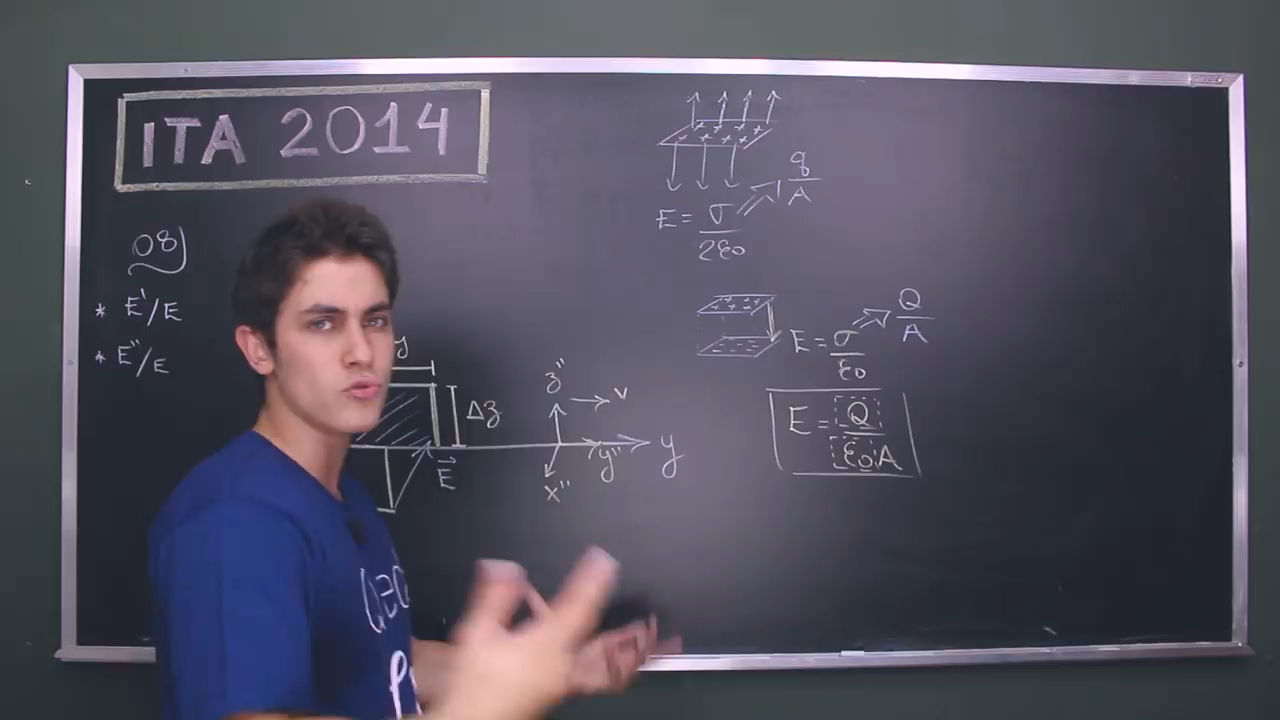 ITA 2014
08)
* E'/E
* E"/E
Δz
E⃗
z"
v
y"
y
x"
+ + + + + + + +
E = σ/2ε0
q/A
+ + + + +
- - - - -
E = σ/ε0
Q/A
E = Q/ε0A